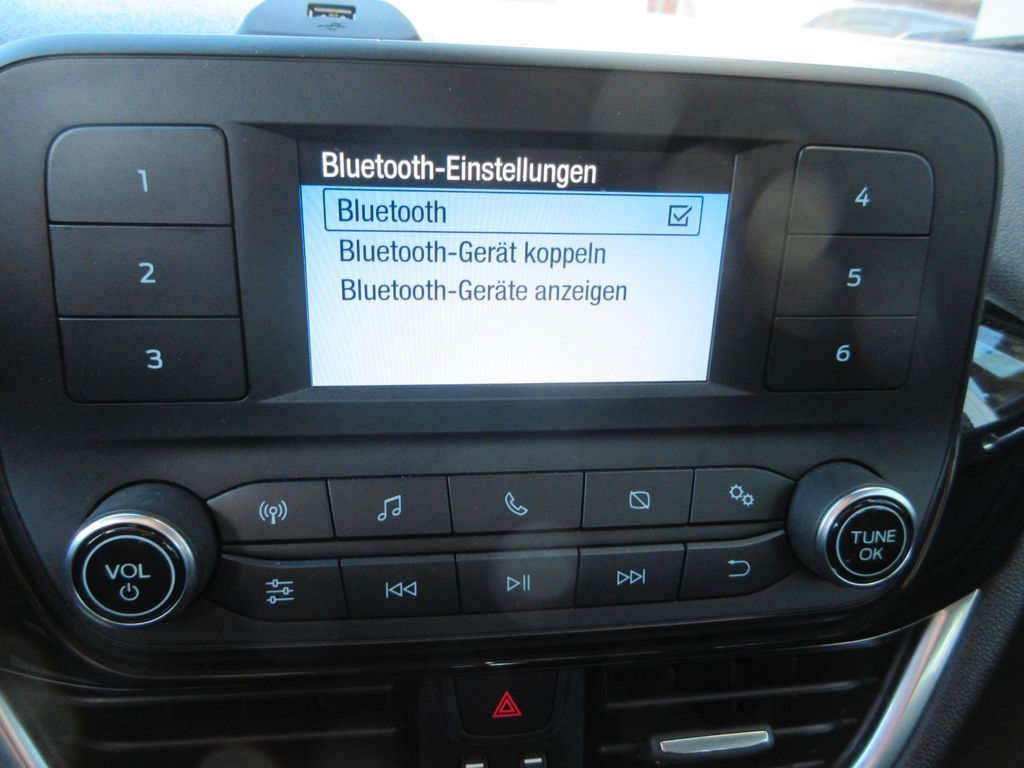 Bluetooth-Einstellungen
Bluetooth
Bluetooth-Gerät koppeln
Bluetooth-Geräte anzeigen
1
2
3
4
5
6
VOL
TUNE
OK